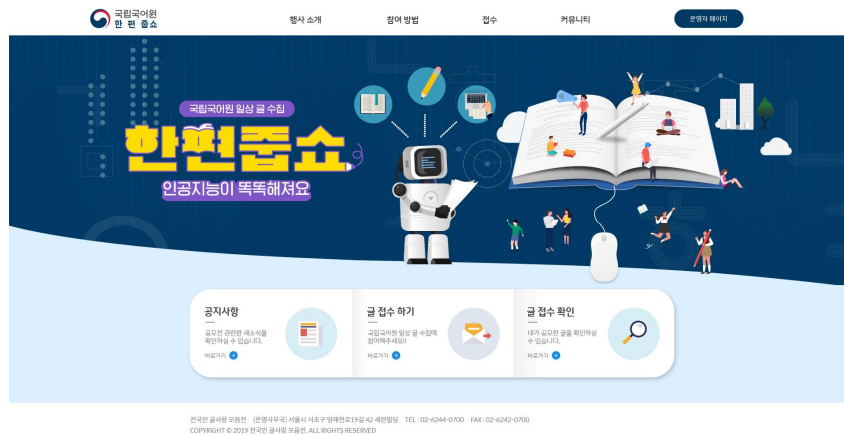 국립국어원
한 편 줍쇼
행사 소개
참여 방법
접수
커뮤니티
운영자 페이지
국립국어원 일상 글 수집
한편줍쇼
인공지능이 똑똑해져요
공지사항
공모전 관련한 새소식을
확인하실 수 있습니다.
바로가기
글 접수 하기
국립국어원 일상 글 수집에
참여해주세요!!
바로가기
글 접수 확인
내가 공모한 글을 확인하실
수 있습니다.
바로가기
전국민 글사랑 모음전 (운영사무국) 서울시 서초구 양재천로19길 42 세련빌딩 TEL : 02-6244-0700 FAX : 02-6242-0700
COPYRIGHT © 2019 전국민 글사랑 모음전. ALL RIGHTS RESERVED